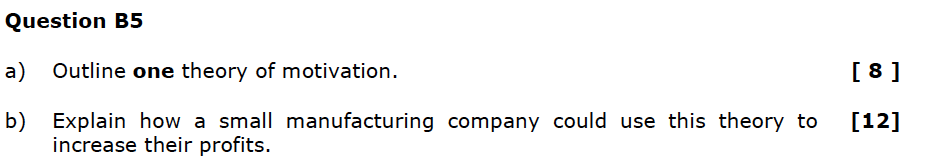 Question B5
a) Outline one theory of motivation. [ 8 ]
b) Explain how a small manufacturing company could use this theory to [12]
increase their profits.